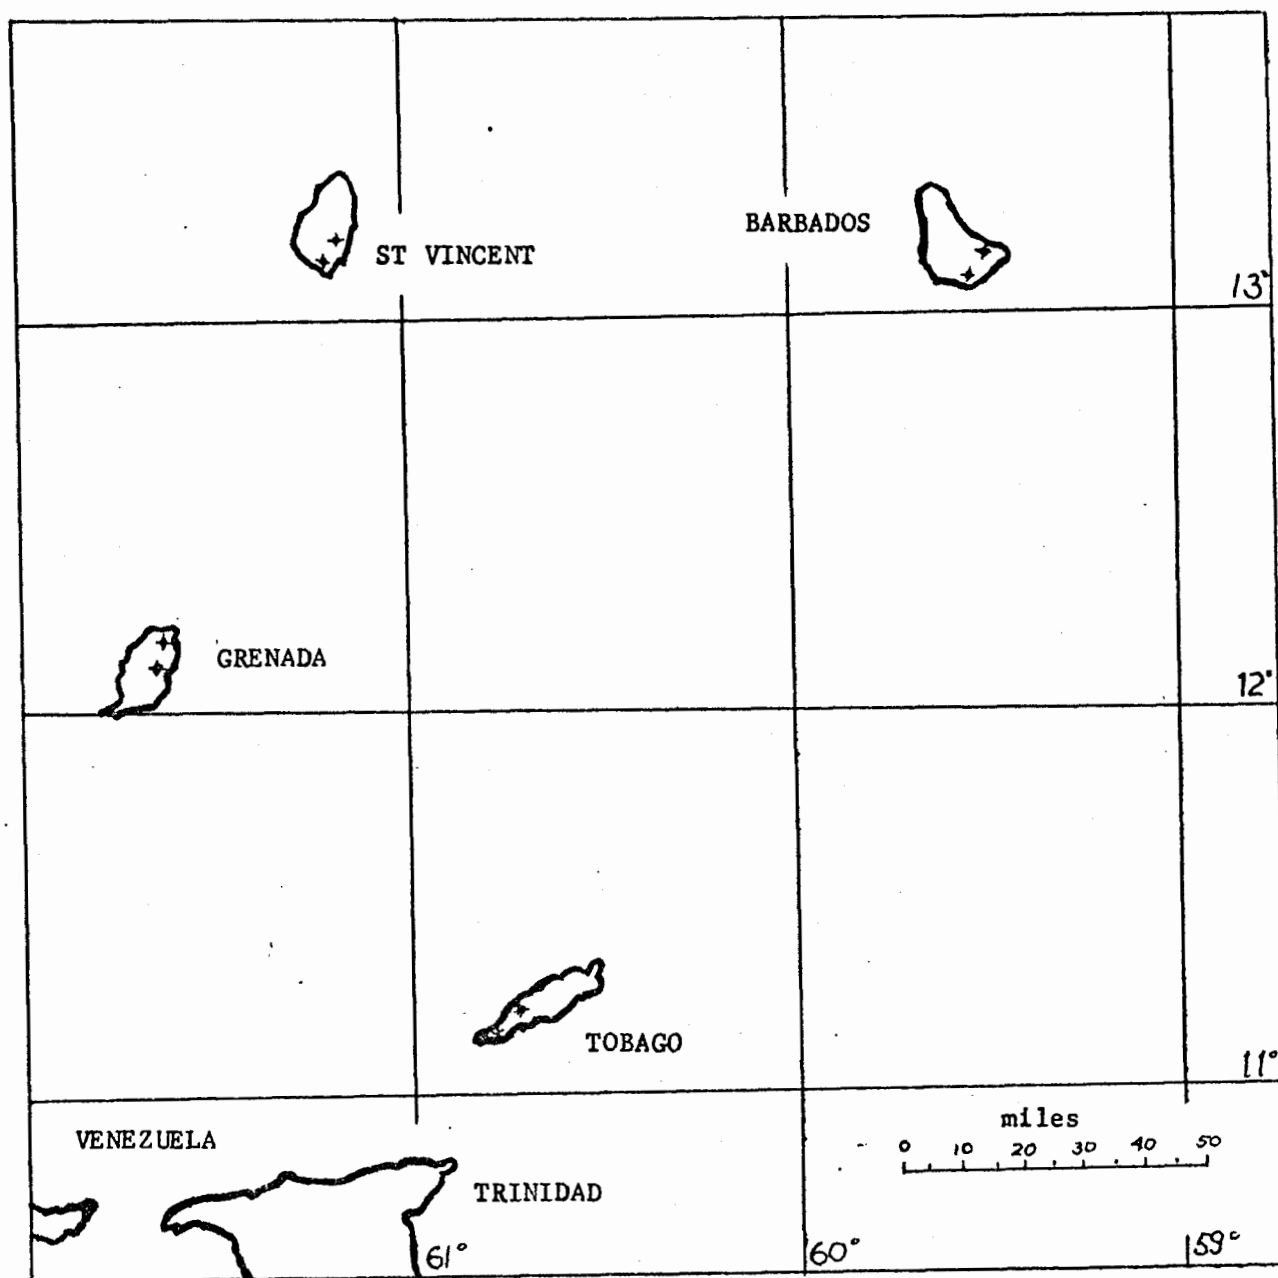 BARBADOS
ST VINCENT
13°
GRENADA
12°
TOBAGO
11°
miles
0 10 20 30 40 50
VENEZUELA
TRINIDAD
61°
60°
59°